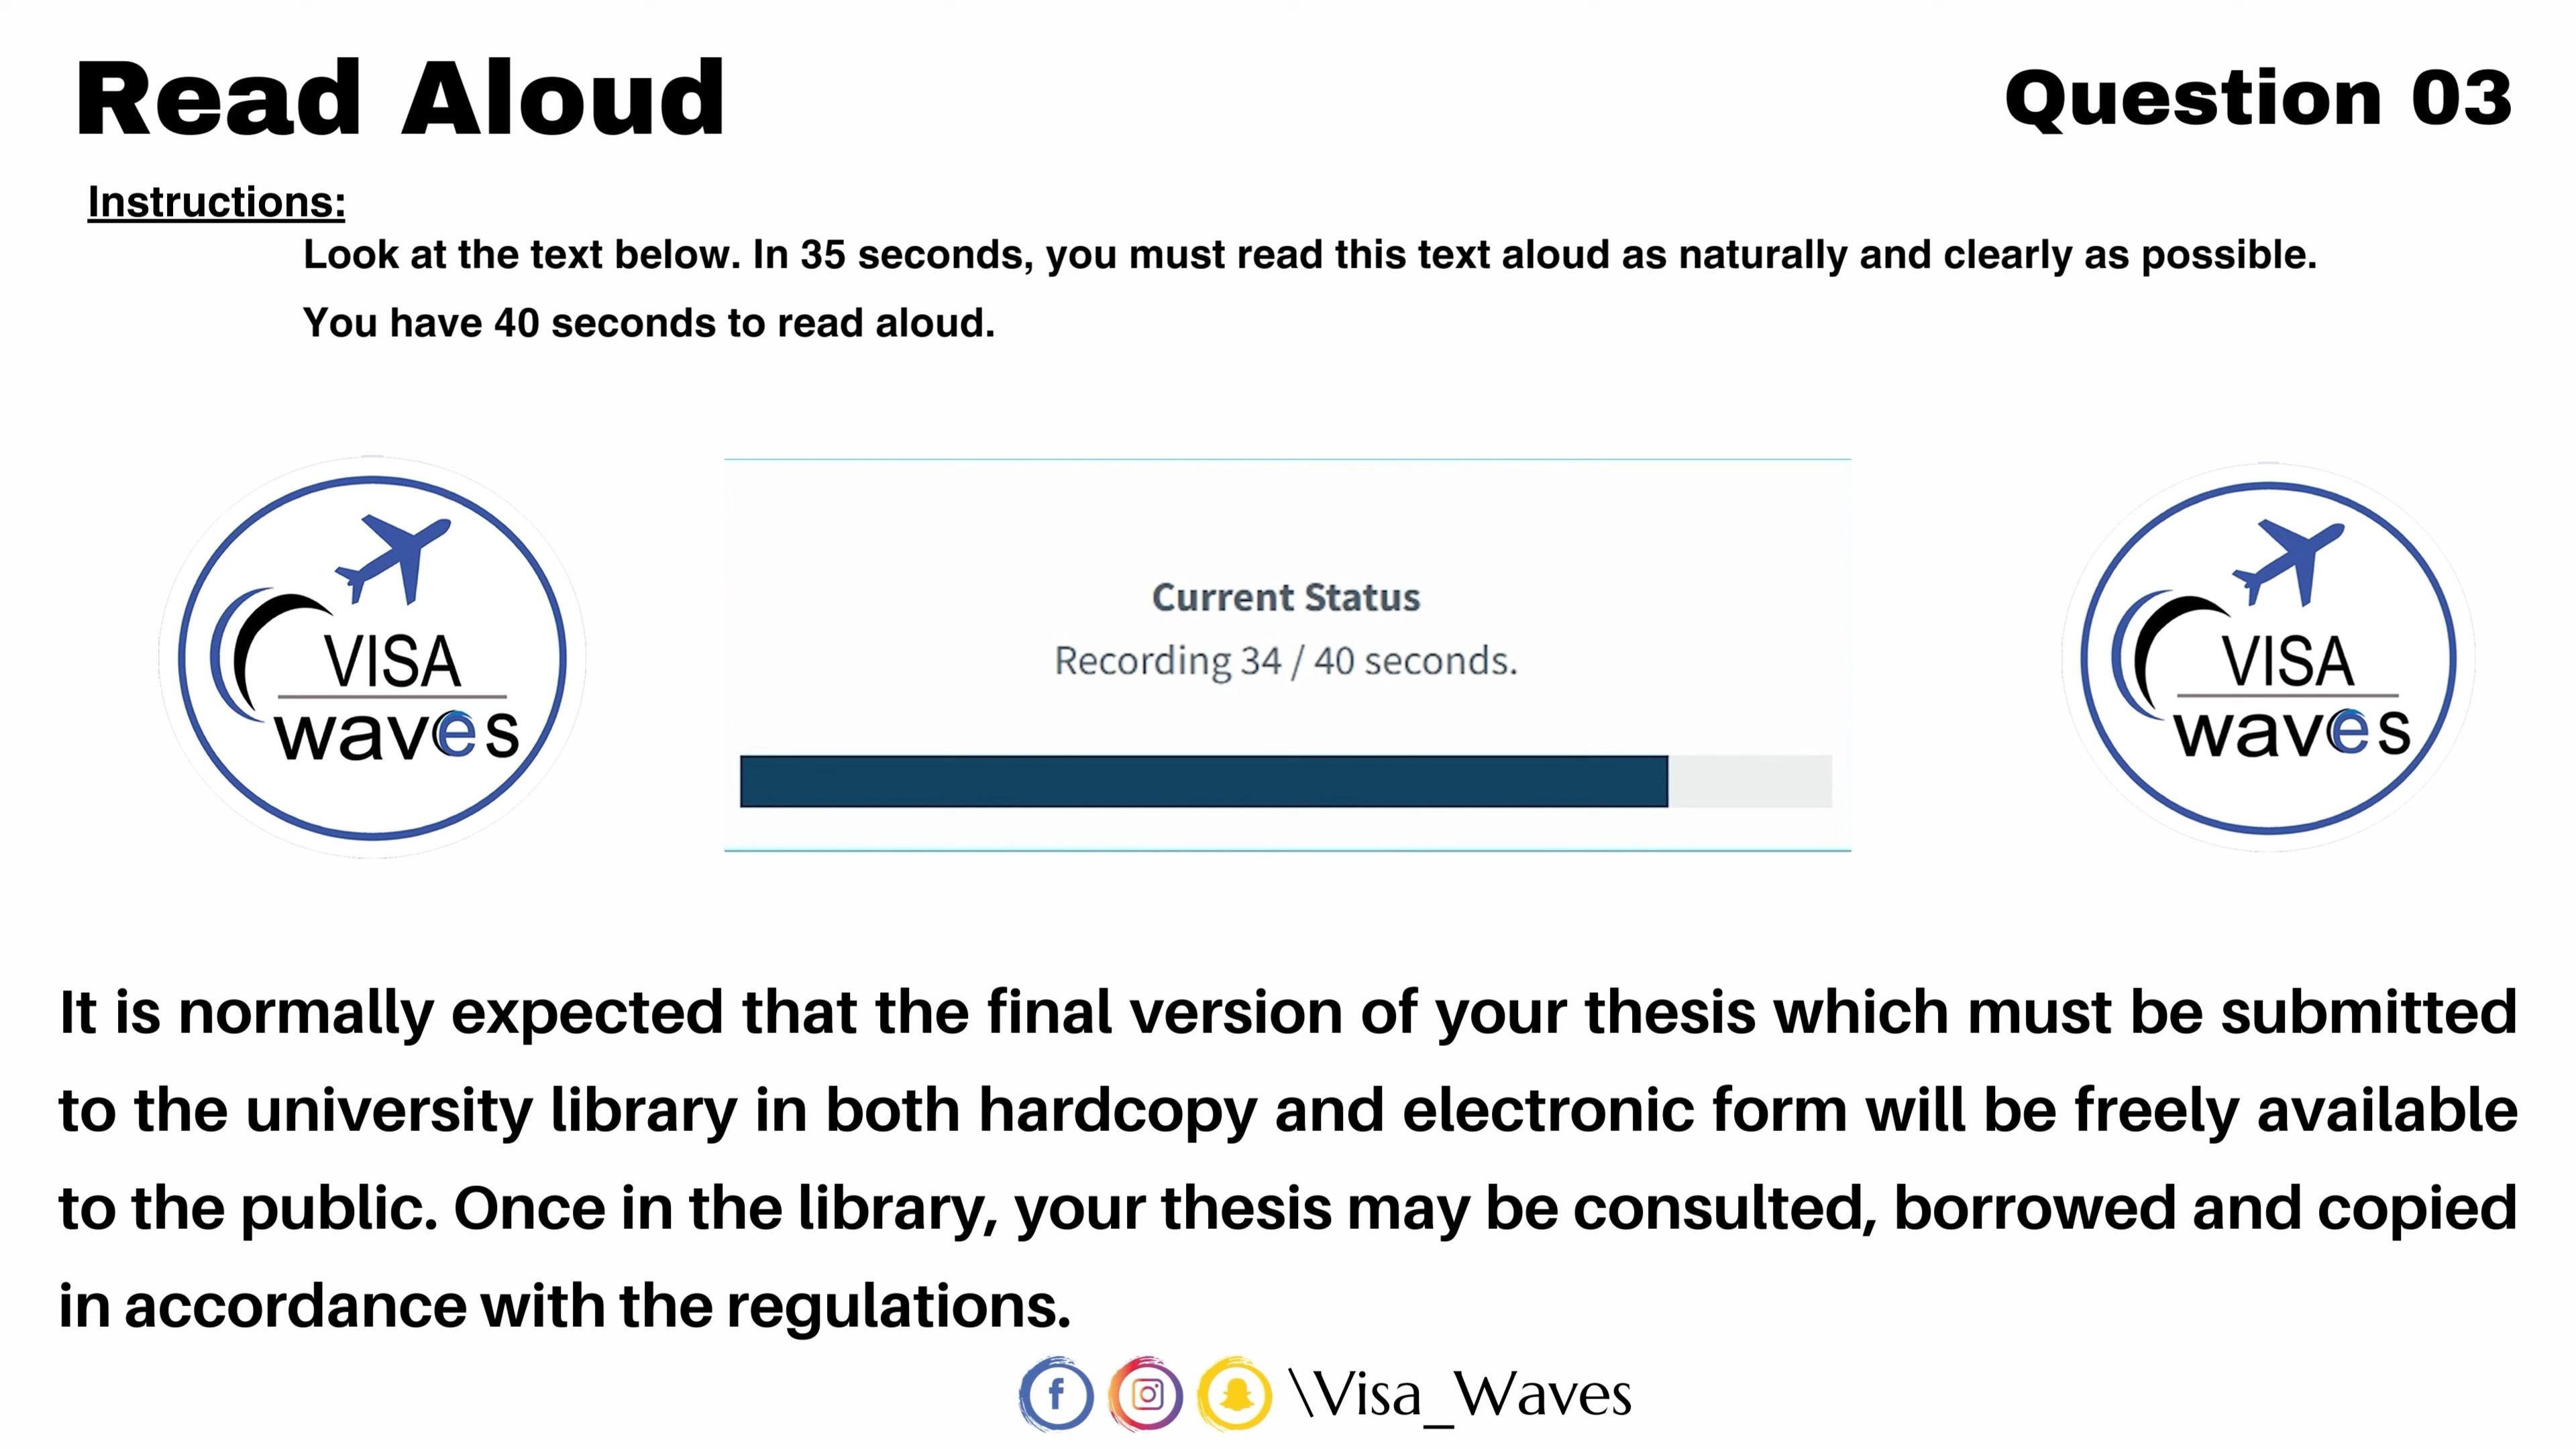 Read Aloud
Question 03
Instructions:
Look at the text below. In 35 seconds, you must read this text aloud as naturally and clearly as possible.
You have 40 seconds to read aloud.
VISA
waves
Current Status
Recording 34 / 40 seconds.
VISA
waves
It is normally expected that the final version of your thesis which must be submitted
to the university library in both hardcopy and electronic form will be freely available
to the public. Once in the library, your thesis may be consulted, borrowed and copied
in accordance with the regulations.
\Visa_Waves